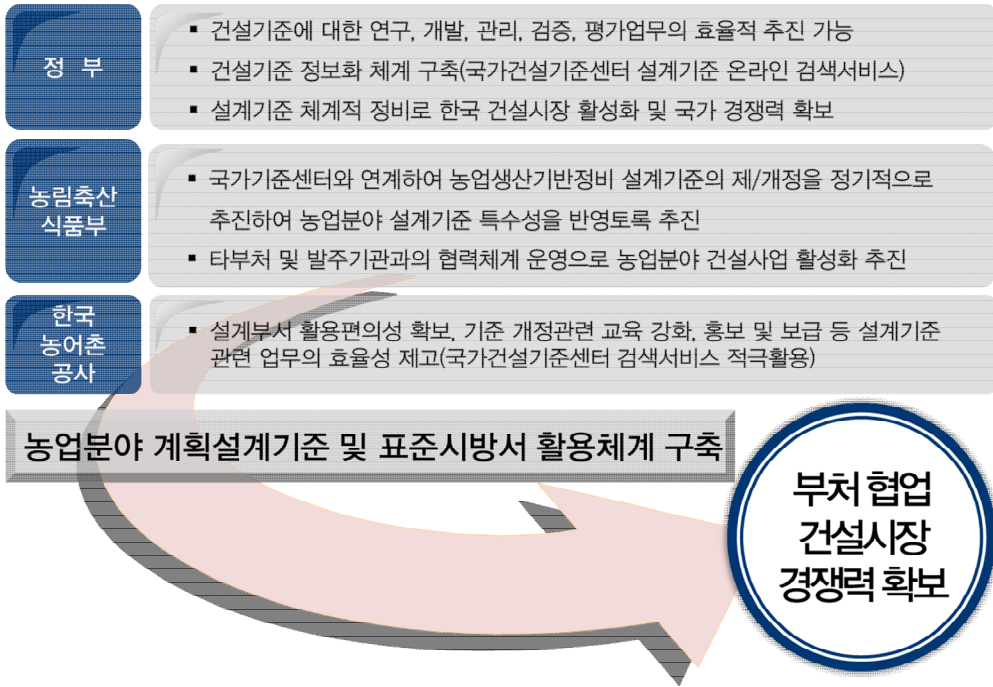 정 부
▪ 건설기준에 대한 연구, 개발, 관리, 검증, 평가업무의 효율적 추진 가능
▪ 건설기준 정보화 체계 구축(국가건설기준센터 설계기준 온라인 검색서비스)
▪ 설계기준 체계적 정비로 한국 건설시장 활성화 및 국가 경쟁력 확보
농림축산
식품부
▪ 국가기준센터와 연계하여 농업생산기반정비 설계기준의 제/개정을 정기적으로
추진하여 농업분야 설계기준 특수성을 반영토록 추진
▪ 타부처 및 발주기관과의 협력체계 운영으로 농업분야 건설사업 활성화 추진
한국
농어촌
공사
▪ 설계부서 활용편의성 확보, 기준 개정관련 교육 강화, 홍보 및 보급 등 설계기준
관련 업무의 효율성 제고(국가건설기준센터 검색서비스 적극활용)
농업분야 계획설계기준 및 표준시방서 활용체계 구축
부처 협업
건설시장
경쟁력 확보